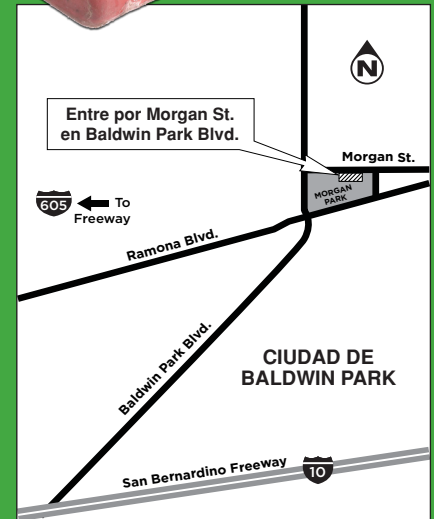 N
Entre por Morgan St.
en Baldwin Park Blvd.
Morgan St.
MORGAN
PARK
605
To
Freeway
Ramona Blvd.
Baldwin Park Blvd.
CIUDAD DE
BALDWIN PARK
San Bernardino Freeway
10